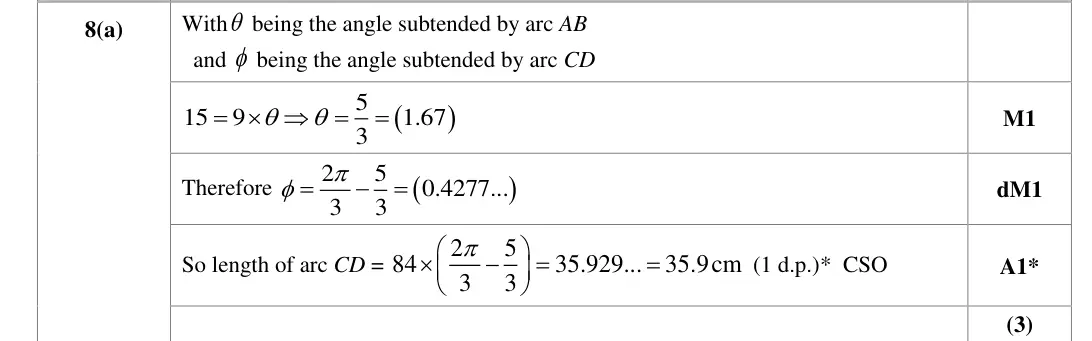 8(a) With θ being the angle subtended by arc AB
and ϕ being the angle subtended by arc CD
15 = 9 × θ ⇒ θ = 5/3 = (1.67) M1
Therefore ϕ = 2π/3 − 5/3 = (0.4277...) dM1
So length of arc CD = 84 × (2π/3 − 5/3) = 35.929... = 35.9 cm (1 d.p.)* CSO A1*
(3)